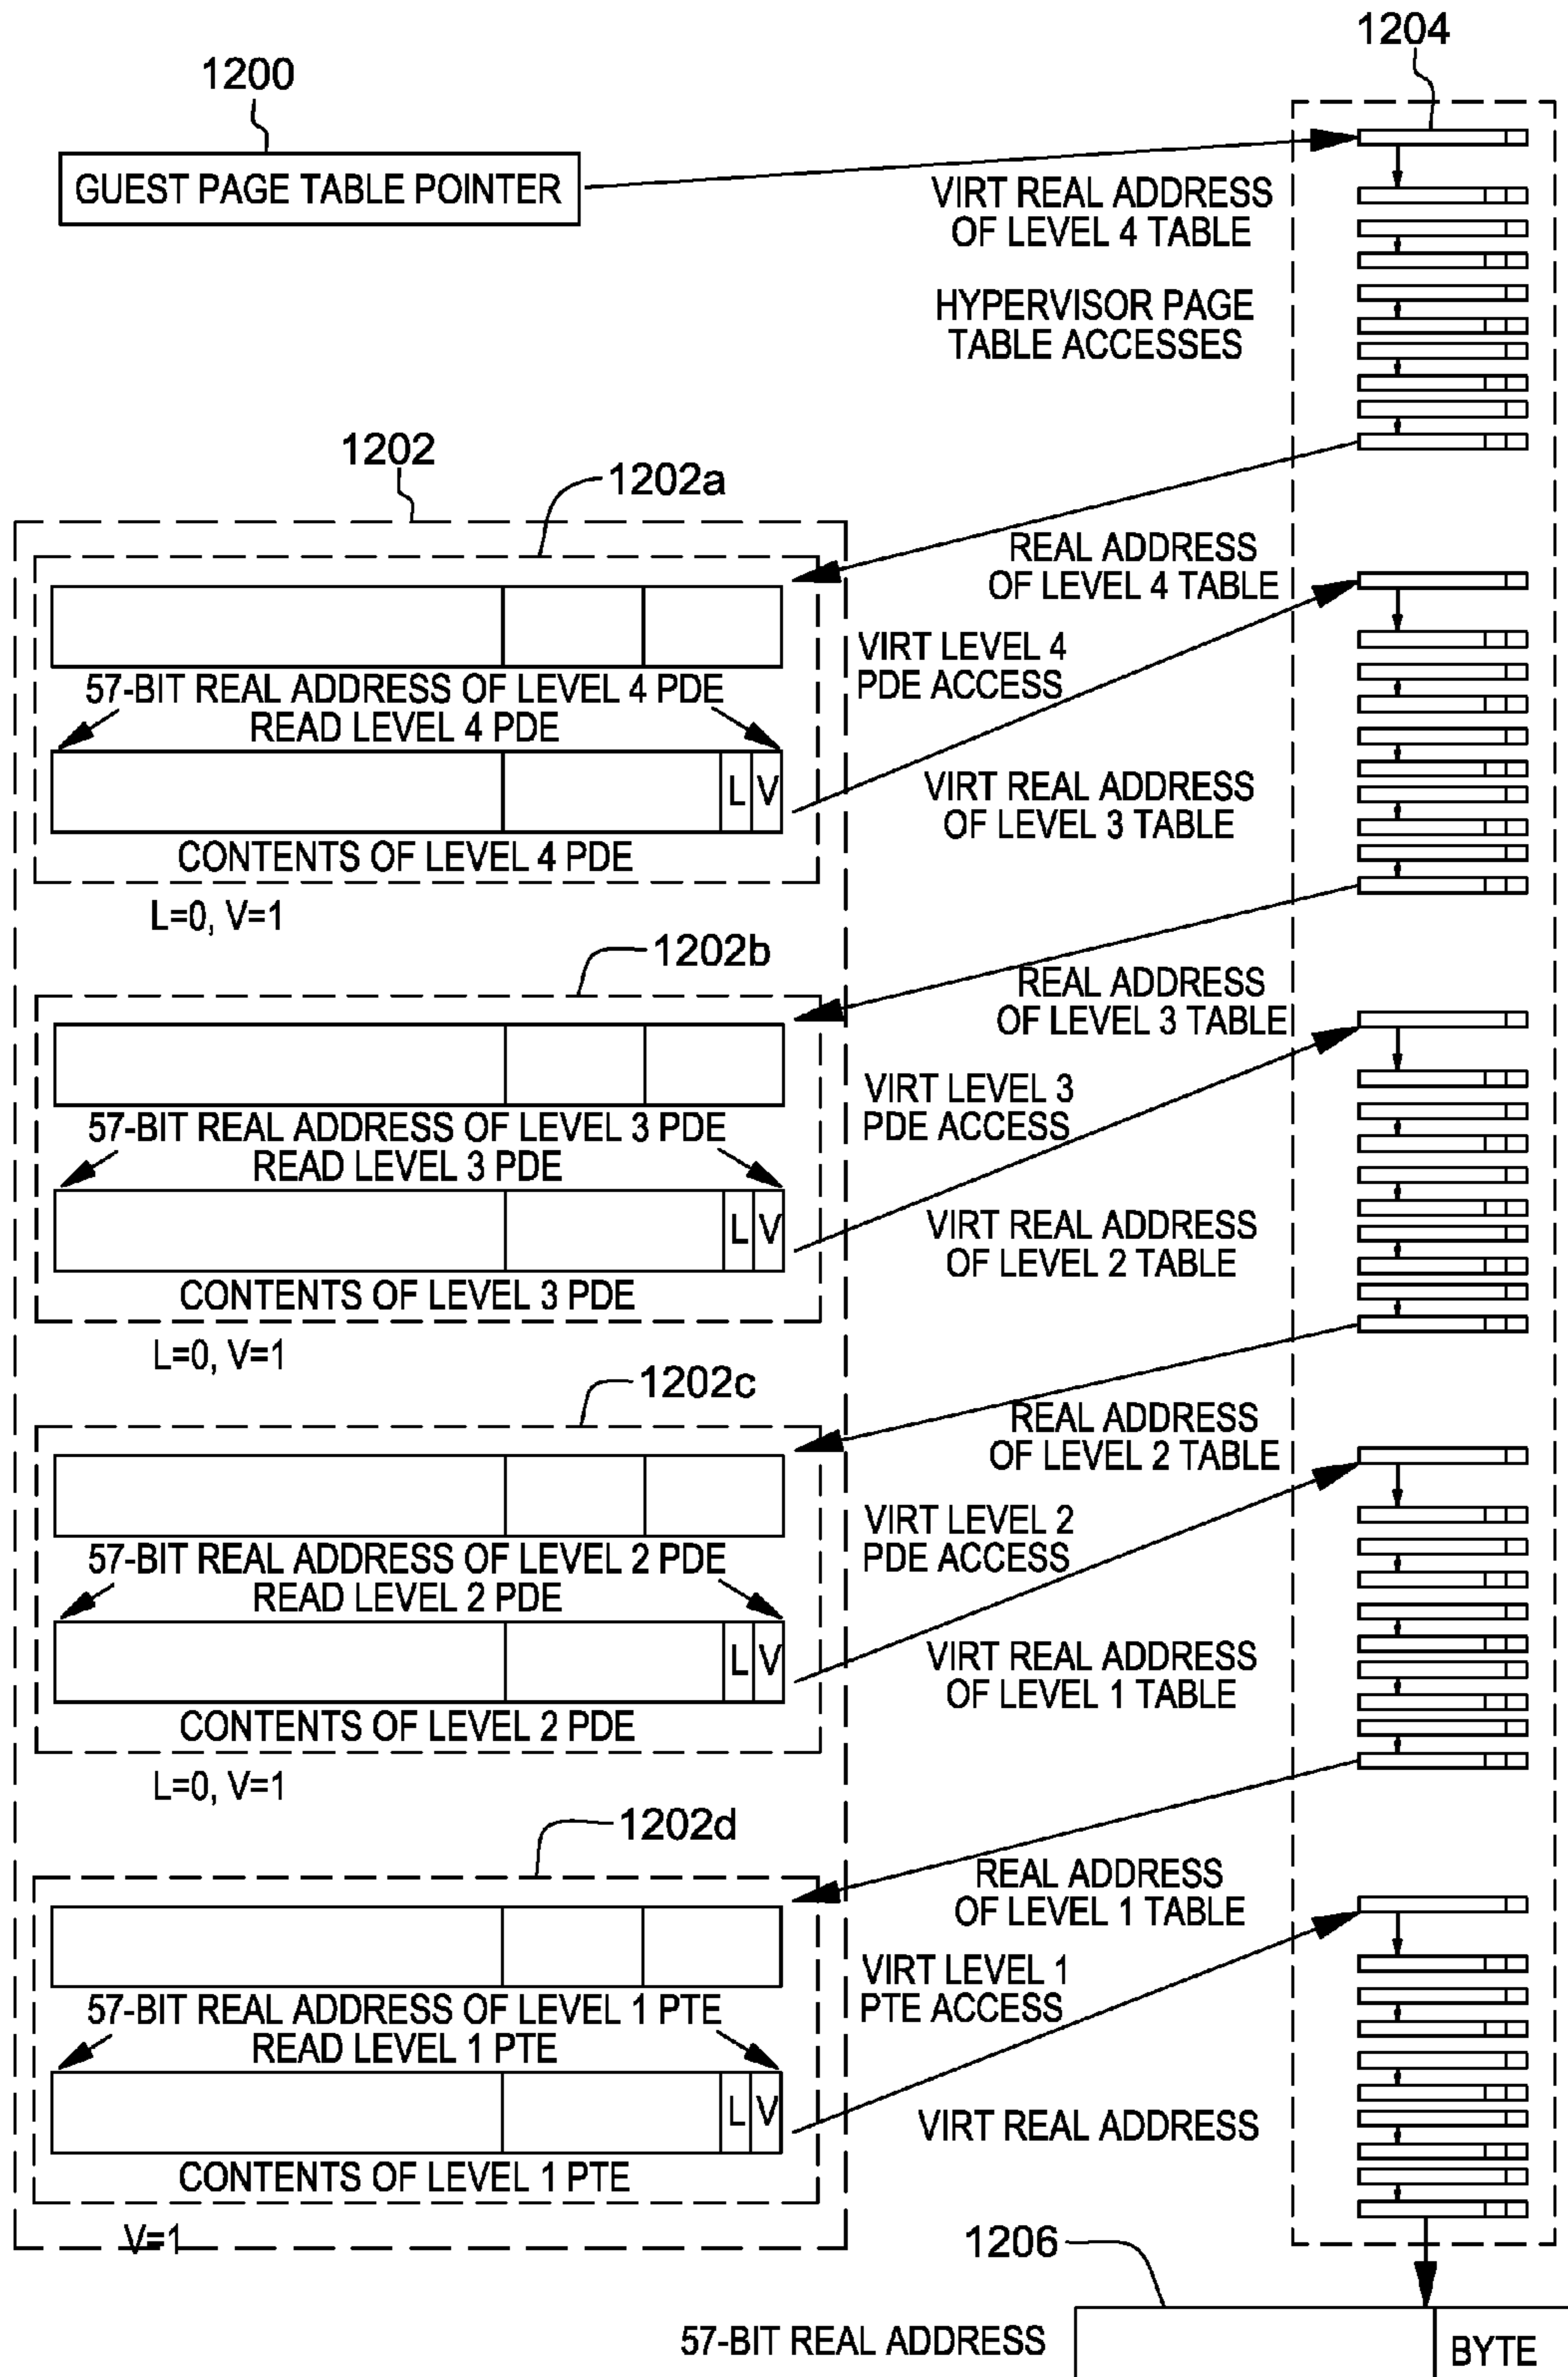 1204
1200
GUEST PAGE TABLE POINTER
VIRT REAL ADDRESS
OF LEVEL 4 TABLE
HYPERVISOR PAGE
TABLE ACCESSES
1202
1202a
REAL ADDRESS
OF LEVEL 4 TABLE
57-BIT REAL ADDRESS OF LEVEL 4 PDE
READ LEVEL 4 PDE
VIRT LEVEL 4
PDE ACCESS
L V
CONTENTS OF LEVEL 4 PDE
VIRT REAL ADDRESS
OF LEVEL 3 TABLE
L=0, V=1
1202b
REAL ADDRESS
OF LEVEL 3 TABLE
57-BIT REAL ADDRESS OF LEVEL 3 PDE
READ LEVEL 3 PDE
VIRT LEVEL 3
PDE ACCESS
L V
CONTENTS OF LEVEL 3 PDE
VIRT REAL ADDRESS
OF LEVEL 2 TABLE
L=0, V=1
1202c
REAL ADDRESS
OF LEVEL 2 TABLE
57-BIT REAL ADDRESS OF LEVEL 2 PDE
READ LEVEL 2 PDE
VIRT LEVEL 2
PDE ACCESS
L V
CONTENTS OF LEVEL 2 PDE
VIRT REAL ADDRESS
OF LEVEL 1 TABLE
L=0, V=1
1202d
REAL ADDRESS
OF LEVEL 1 TABLE
57-BIT REAL ADDRESS OF LEVEL 1 PTE
READ LEVEL 1 PTE
VIRT LEVEL 1
PTE ACCESS
L V
CONTENTS OF LEVEL 1 PTE
VIRT REAL ADDRESS
V=1
1206
57-BIT REAL ADDRESS
BYTE